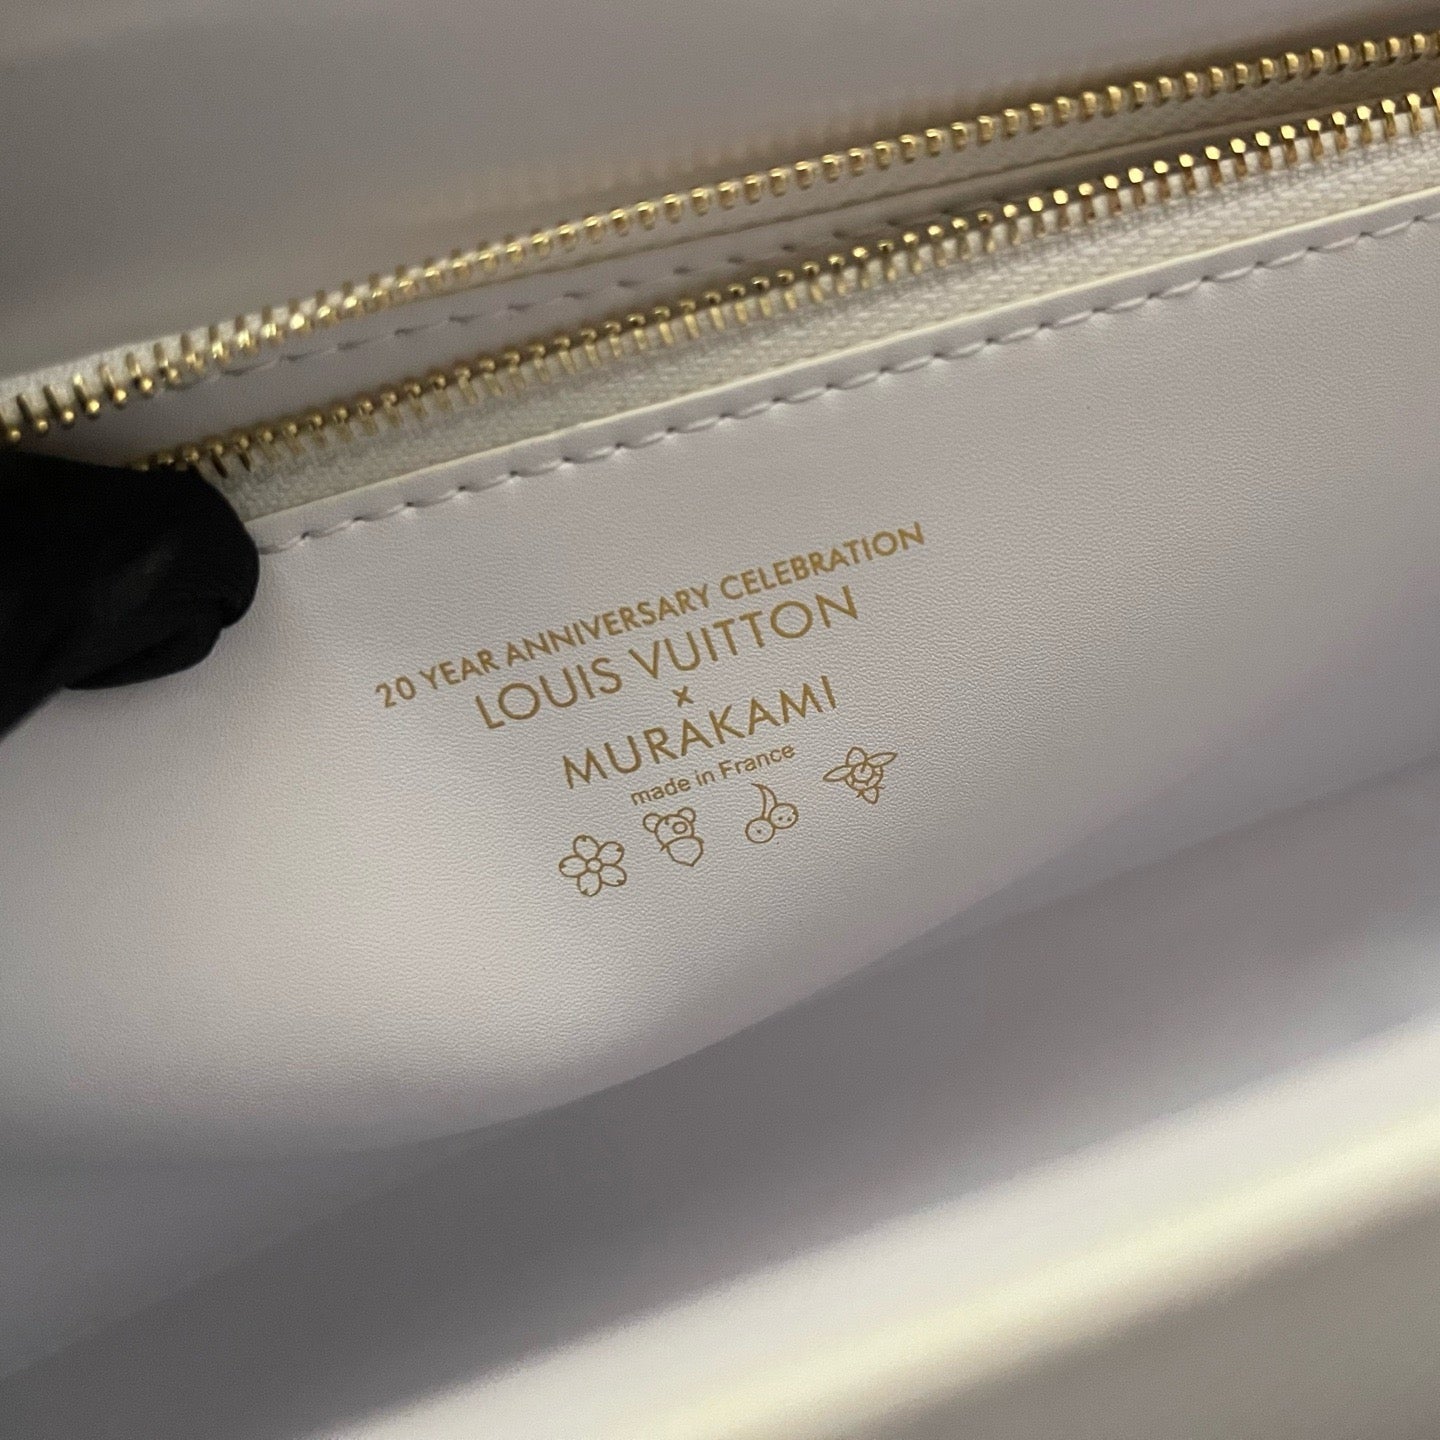 20 YEAR ANNIVERSARY CELEBRATION
LOUIS VUITTON
×
MURAKAMI
made in France